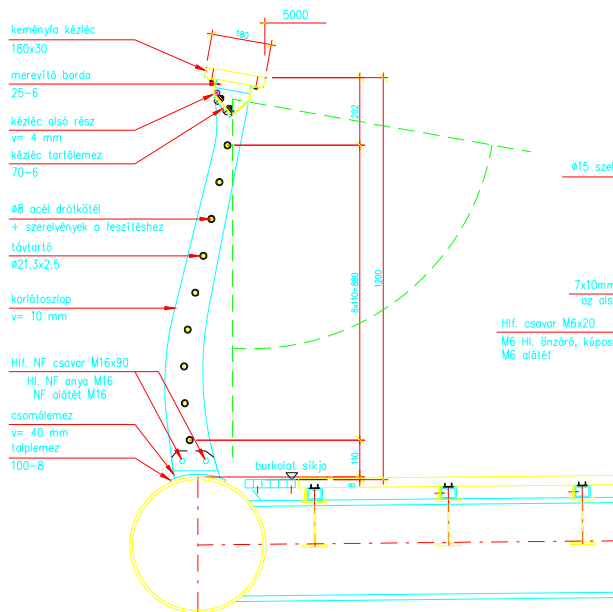 5000
keményfa kézléc
180x30
180
merevítő borda
25-6
kézléc alsó rész
v= 4 mm
kézléc tartólemez
70-6
202
ø15 szel
ø8 acél drótkötél
+ szerelvények a feszítéshez
távtartó
ø21.3x2.5
8x110=880
1200
7x10mm
az als
korlátoszlop
v= 10 mm
Hlf. csavar M6x20
M6 Hl. önzáró, kúpos
M6 alátét
Hlf. NF csavar M16x90
Hl. NF anya M16
NF alátét M16
csomólemez
v= 40 mm
talplemez
100-8
110
burkolat síkja
8